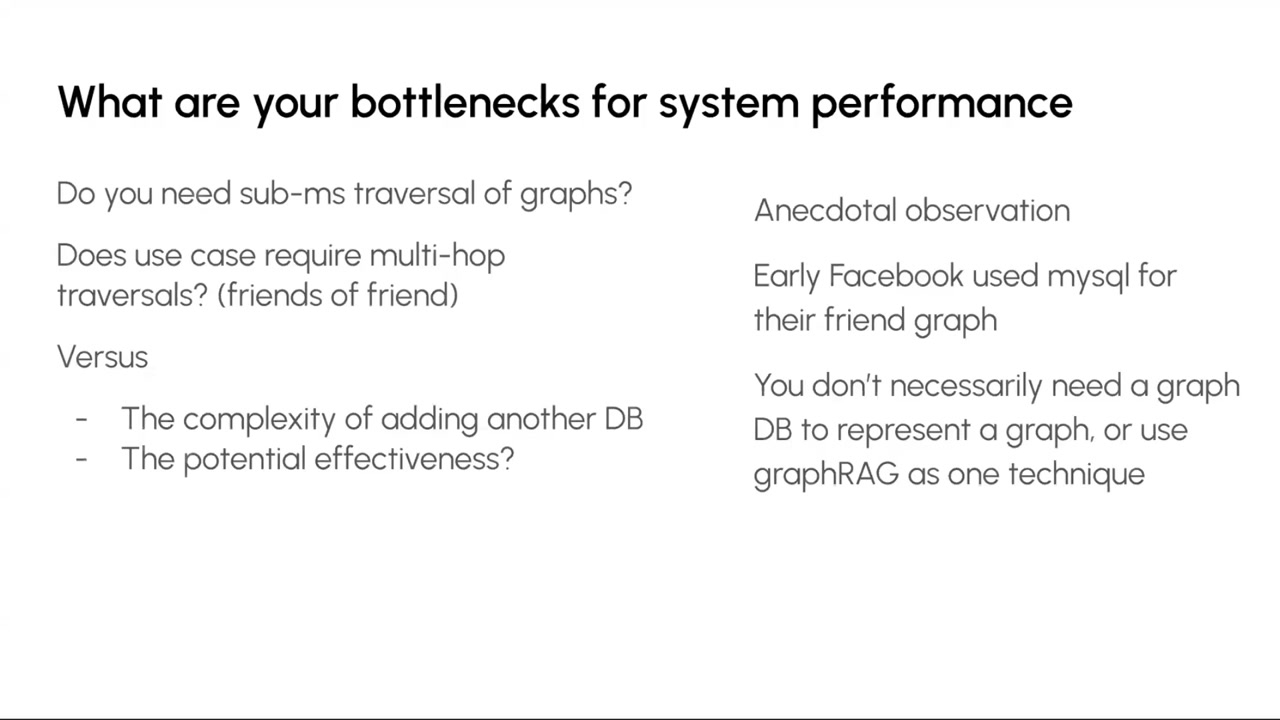 What are your bottlenecks for system performance
Do you need sub-ms traversal of graphs?
Does use case require multi-hop
traversals? (friends of friend)
Versus
- The complexity of adding another DB
- The potential effectiveness?
Anecdotal observation
Early Facebook used mysql for
their friend graph
You don't necessarily need a graph
DB to represent a graph, or use
graphRAG as one technique